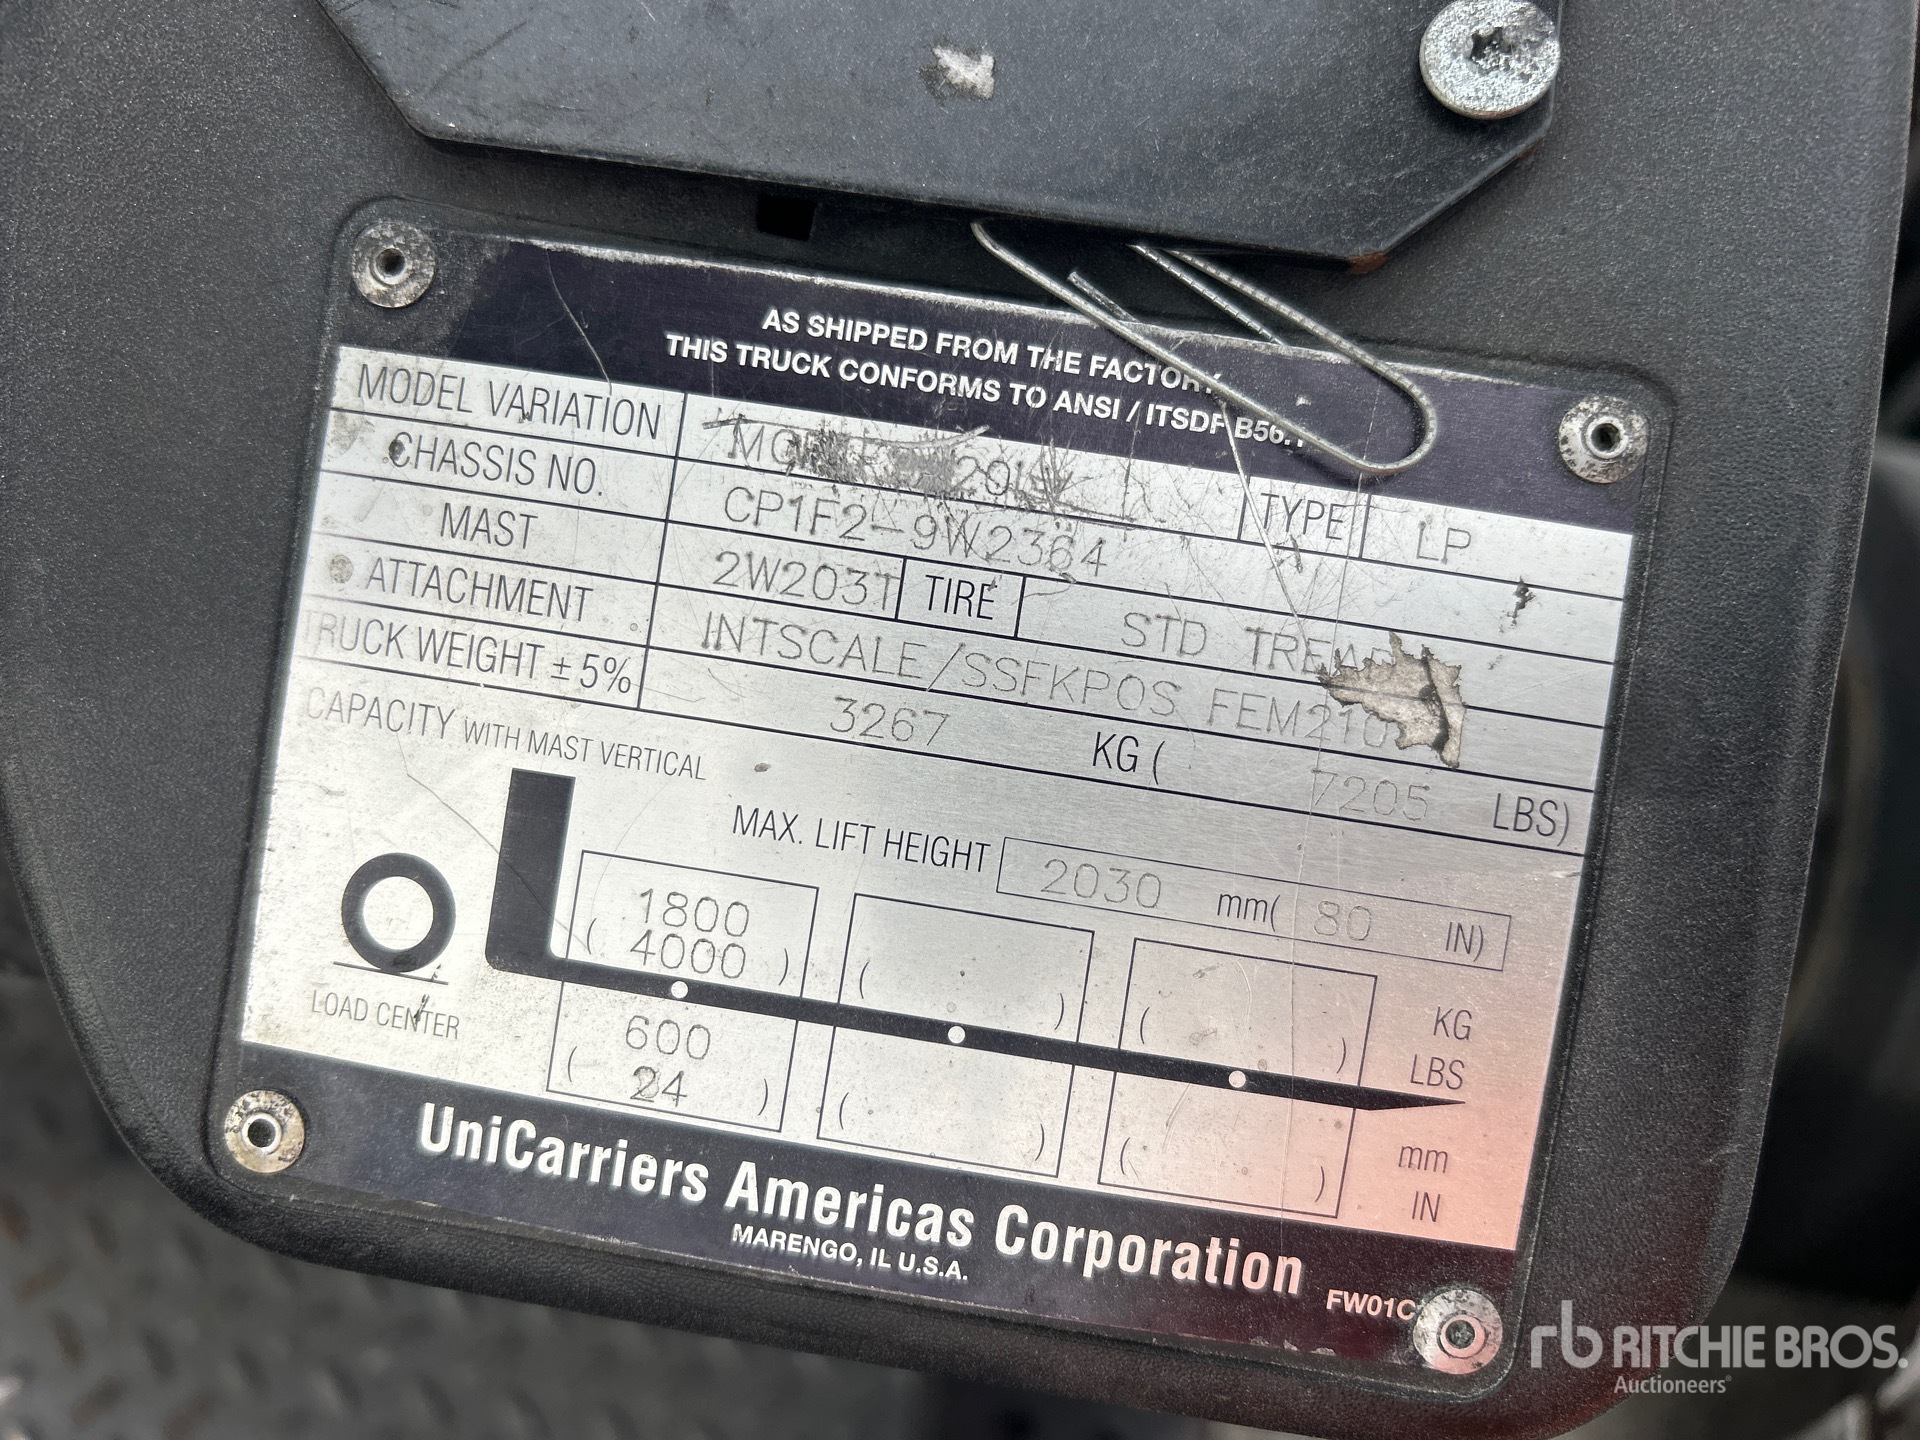 AS SHIPPED FROM THE FACTORY
THIS TRUCK CONFORMS TO ANSI / ITSDF B56.1
MODEL VARIATION TYPE LP
CHASSIS NO. CP1F2-9W2364
MAST 2W203T TIRE STD TREAD
ATTACHMENT INTSCALE/SSFKPOS FEM210
TRUCK WEIGHT ± 5% 3267 KG ( 7205 LBS)
CAPACITY WITH MAST VERTICAL
MAX. LIFT HEIGHT 2030 mm( 80 IN)
1800 KG
( 4000 ) ( ) ( ) LBS
LOAD CENTER
600 mm
( 24 ) ( ) ( ) IN
UniCarriers Americas Corporation
MARENGO, IL U.S.A.
FW01C
rb RITCHIE BROS.
Auctioneers®